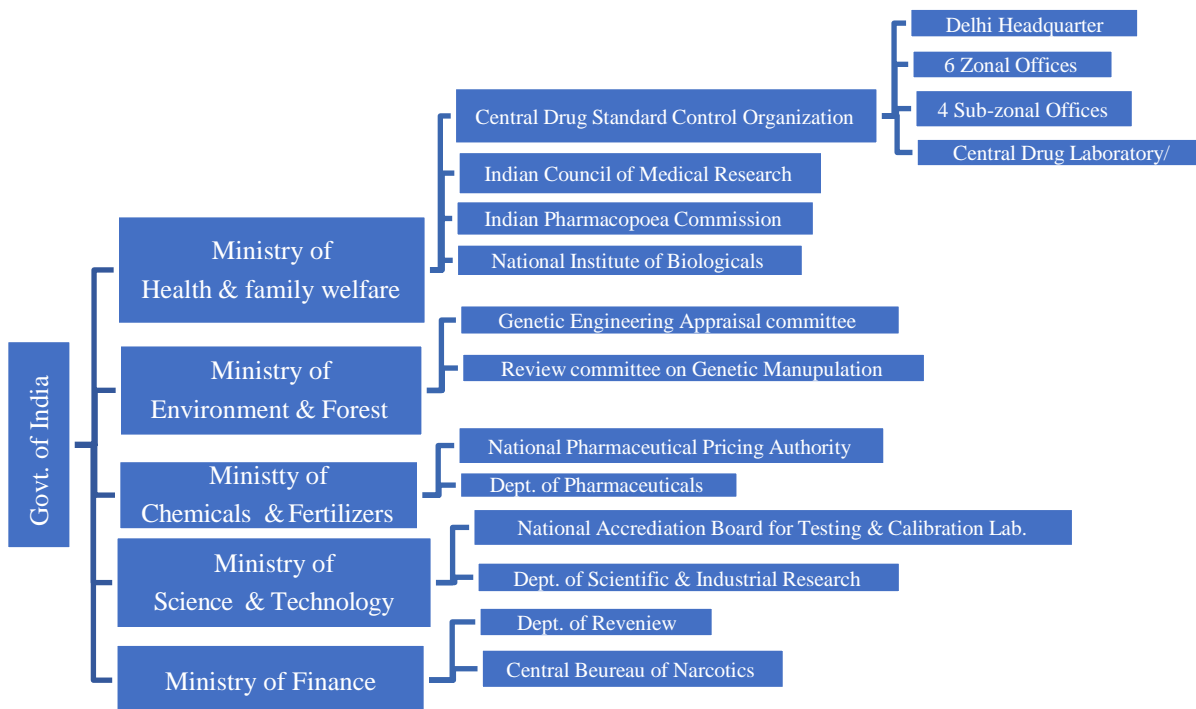 Govt. of India
Ministry of
Health & family welfare
Central Drug Standard Control Organization
Delhi Headquarter
6 Zonal Offices
4 Sub-zonal Offices
Central Drug Laboratory/
Indian Council of Medical Research
Indian Pharmacopoea Commission
National Institute of Biologicals
Ministry of
Environment & Forest
Genetic Engineering Appraisal committee
Review committee on Genetic Manupulation
Ministty of
Chemicals & Fertilizers
National Pharmaceutical Pricing Authority
Dept. of Pharmaceuticals
Ministry of
Science & Technology
National Accrediation Board for Testing & Calibration Lab.
Dept. of Scientific & Industrial Research
Ministry of Finance
Dept. of Reveniew
Central Beureau of Narcotics